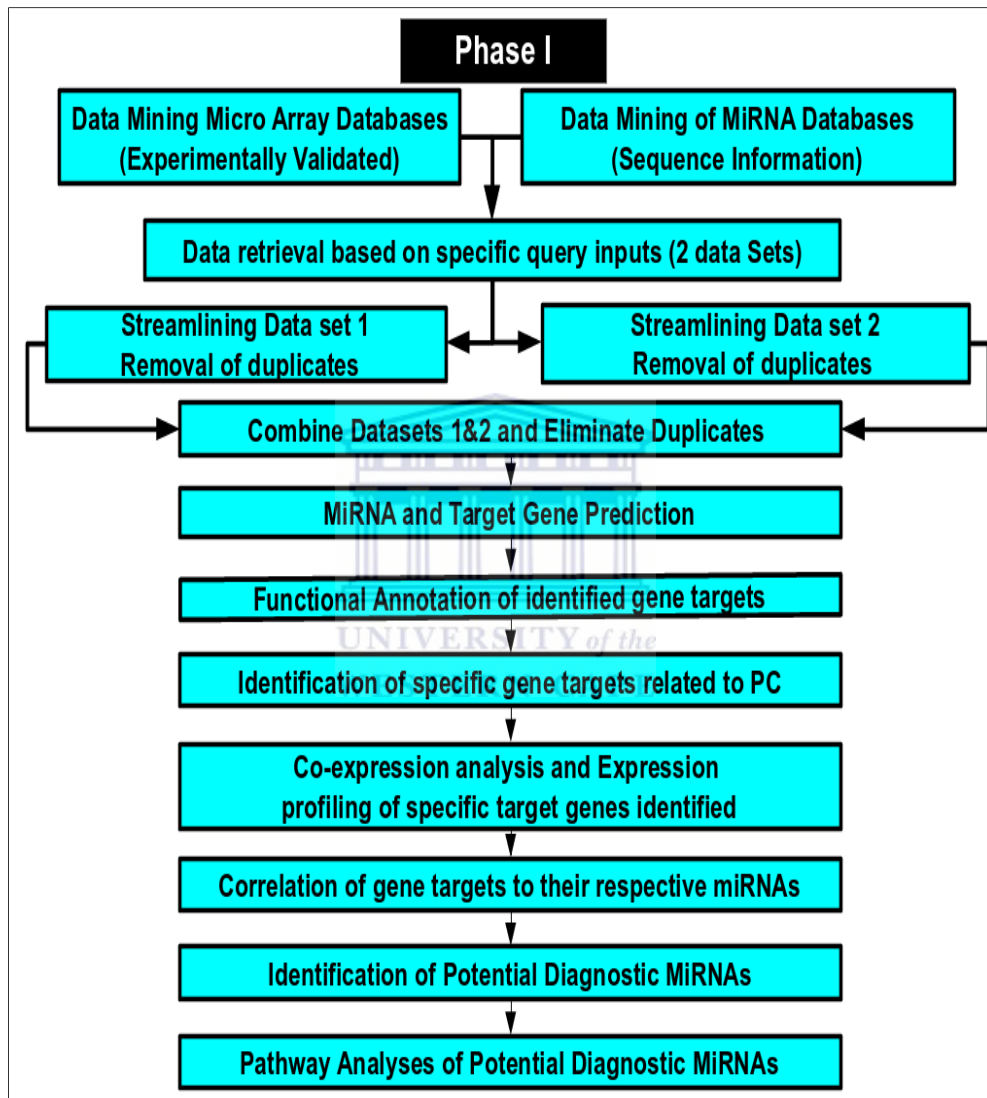 Phase I
Data Mining Micro Array Databases
(Experimentally Validated)
Data Mining of MiRNA Databases
(Sequence Information)
Data retrieval based on specific query inputs (2 data Sets)
Streamlining Data set 1
Removal of duplicates
Streamlining Data set 2
Removal of duplicates
Combine Datasets 1&2 and Eliminate Duplicates
MiRNA and Target Gene Prediction
Functional Annotation of identified gene targets
UNIVERSITY of the
Identification of specific gene targets related to PC
WESTERN CAPE
Co-expression analysis and Expression
profiling of specific target genes identified
Correlation of gene targets to their respective miRNAs
Identification of Potential Diagnostic MiRNAs
Pathway Analyses of Potential Diagnostic MiRNAs